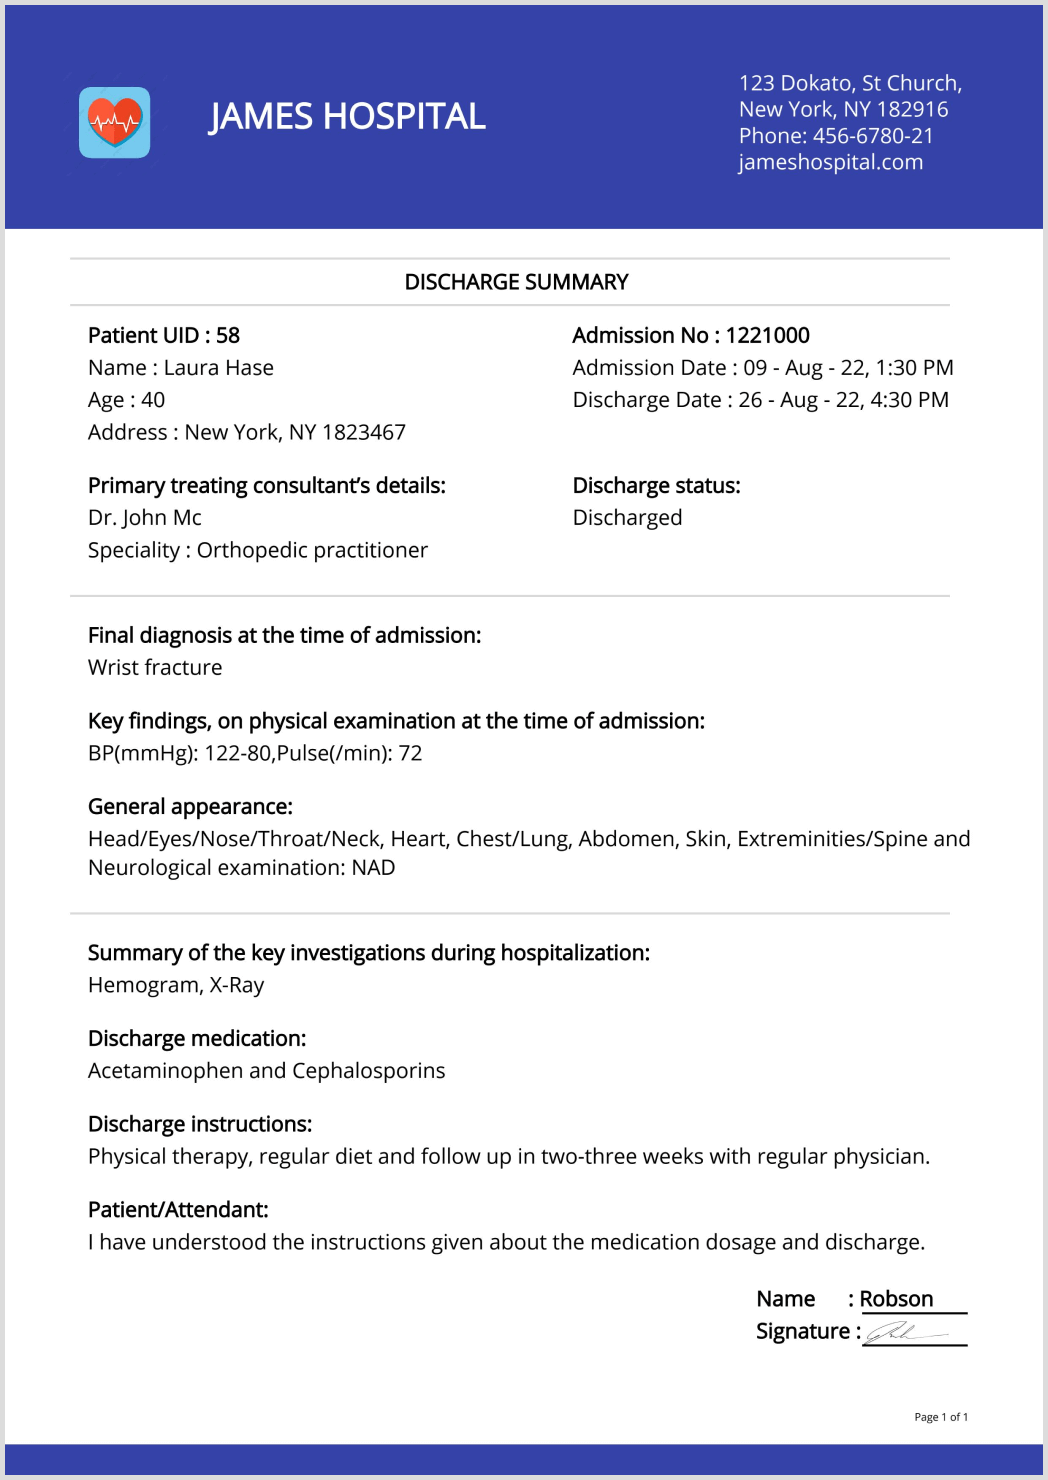 JAMES HOSPITAL
123 Dokato, St Church,
New York, NY 182916
Phone: 456-6780-21
jameshospital.com
DISCHARGE SUMMARY
Patient UID : 58
Name : Laura Hase
Age : 40
Address : New York, NY 1823467
Admission No : 1221000
Admission Date : 09 - Aug - 22, 1:30 PM
Discharge Date : 26 - Aug - 22, 4:30 PM
Primary treating consultant’s details:
Dr. John Mc
Speciality : Orthopedic practitioner
Discharge status:
Discharged
Final diagnosis at the time of admission:
Wrist fracture
Key findings, on physical examination at the time of admission:
BP(mmHg): 122-80,Pulse(/min): 72
General appearance:
Head/Eyes/Nose/Throat/Neck, Heart, Chest/Lung, Abdomen, Skin, Extreminities/Spine and
Neurological examination: NAD
Summary of the key investigations during hospitalization:
Hemogram, X-Ray
Discharge medication:
Acetaminophen and Cephalosporins
Discharge instructions:
Physical therapy, regular diet and follow up in two-three weeks with regular physician.
Patient/Attendant:
I have understood the instructions given about the medication dosage and discharge.
Name : Robson
Signature :
Page 1 of 1